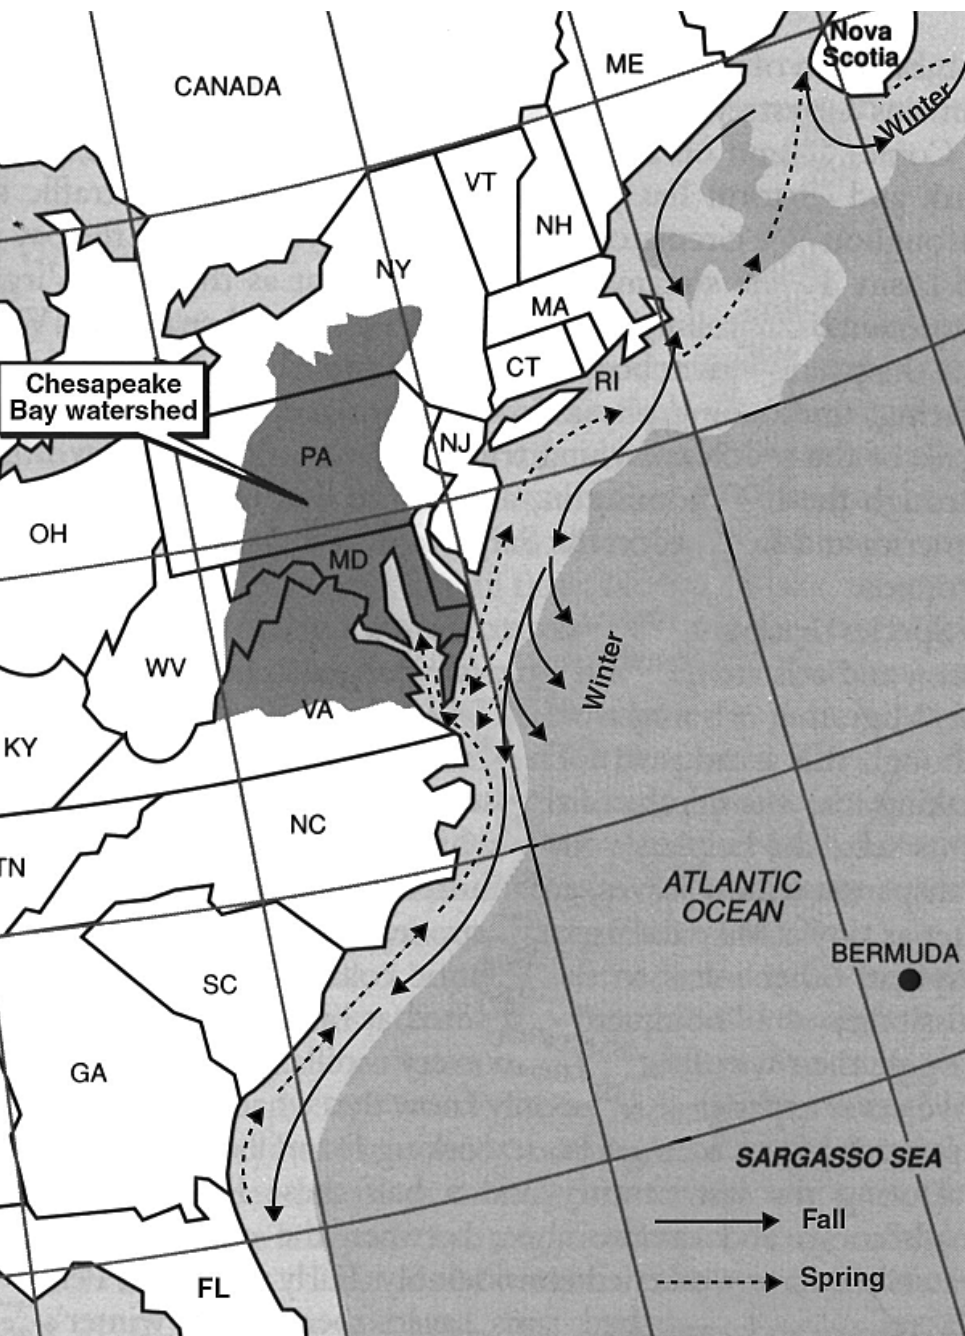 Nova
Scotia
ME
CANADA
Winter
VT
NH
NY
MA
Chesapeake
Bay watershed
CT
RI
NJ
PA
OH
MD
Winter
WV
VA
KY
NC
TN
ATLANTIC
OCEAN
BERMUDA
SC
GA
SARGASSO SEA
Fall
Spring
FL